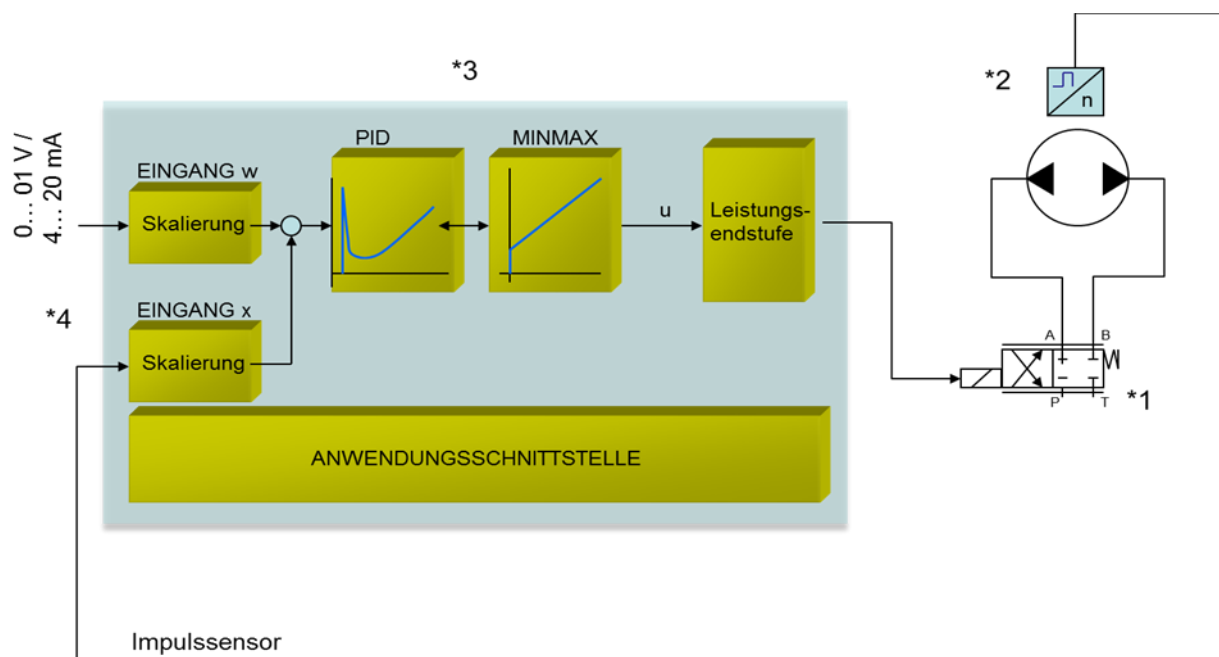 *3
*2
n
0... 01 V /
4... 20 mA
EINGANG w
Skalierung
PID
MINMAX
u
Leistungs-
endstufe
*4
EINGANG x
Skalierung
A B
P T
*1
ANWENDUNGSSCHNITTSTELLE
Impulssensor